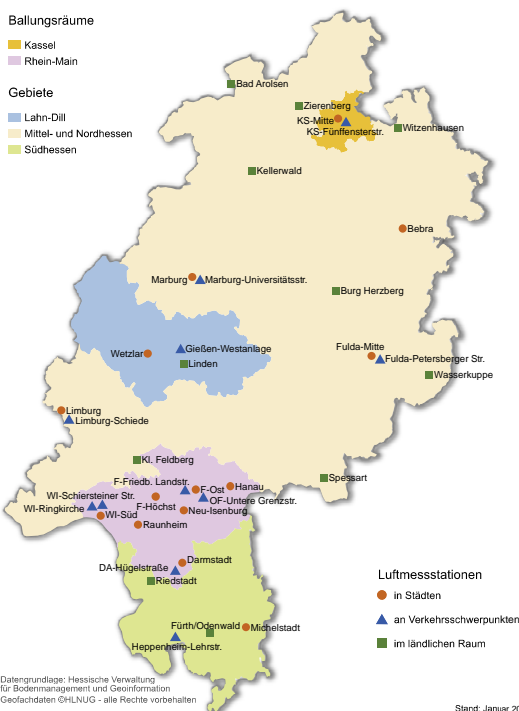 Ballungsräume
Kassel
Rhein-Main
Gebiete
Lahn-Dill
Mittel- und Nordhessen
Südhessen
Bad Arolsen
Zierenberg
KS-Mitte
KS-Fünffensterstr.
Witzenhausen
Kellerwald
Bebra
Marburg
Marburg-Universitätsstr.
Burg Herzberg
Wetzlar
Gießen-Westanlage
Linden
Fulda-Mitte
Fulda-Petersberger Str.
Wasserkuppe
Limburg
Limburg-Schiede
Kl. Feldberg
Spessart
F-Friedb. Landstr.
F-Ost
Hanau
WI-Schiersteiner Str.
F-Höchst
OF-Untere Grenzstr.
WI-Ringkirche
WI-Süd
Neu-Isenburg
Raunheim
Darmstadt
DA-Hügelstraße
Riedstadt
Fürth/Odenwald
Michelstadt
Heppenheim-Lehrstr.
Luftmessstationen
in Städten
an Verkehrsschwerpunkten
im ländlichen Raum
Datengrundlage: Hessische Verwaltung
für Bodenmanagement und Geoinformation
Geofachdaten ©HLNUG - alle Rechte vorbehalten
Stand: Januar 20